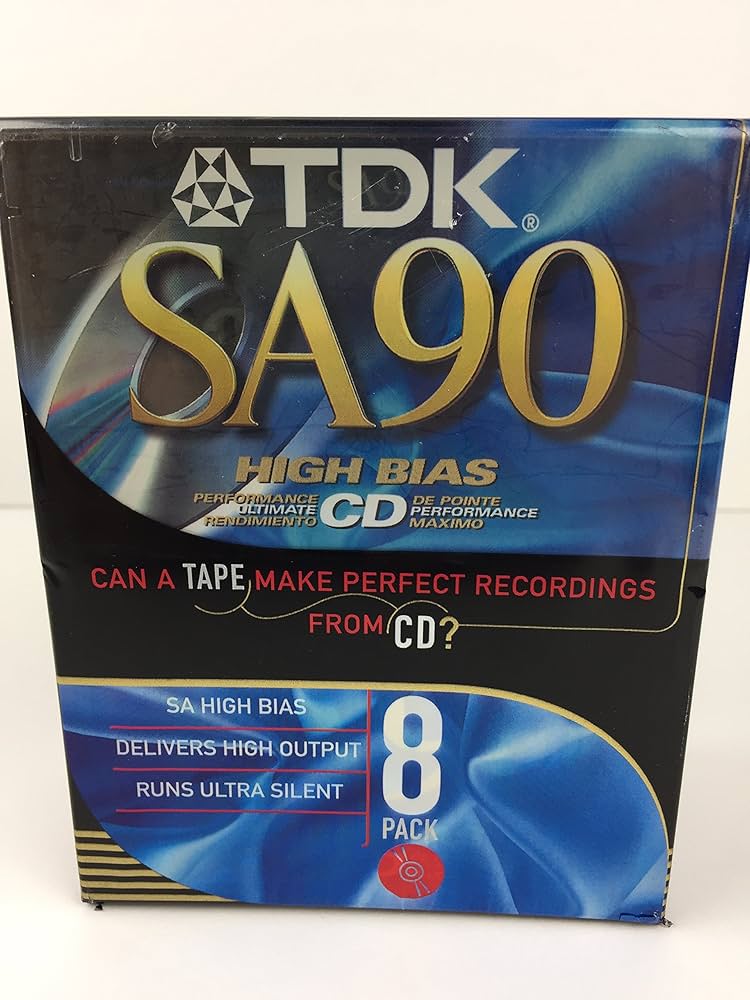 TDK®
SA90
HIGH BIAS
PERFORMANCE CD DE POINTE
ULTIMATE PERFORMANCE
RENDIMIENTO MAXIMO
CAN A TAPE MAKE PERFECT RECORDINGS
FROM CD?
SA HIGH BIAS
DELIVERS HIGH OUTPUT
RUNS ULTRA SILENT
8
PACK